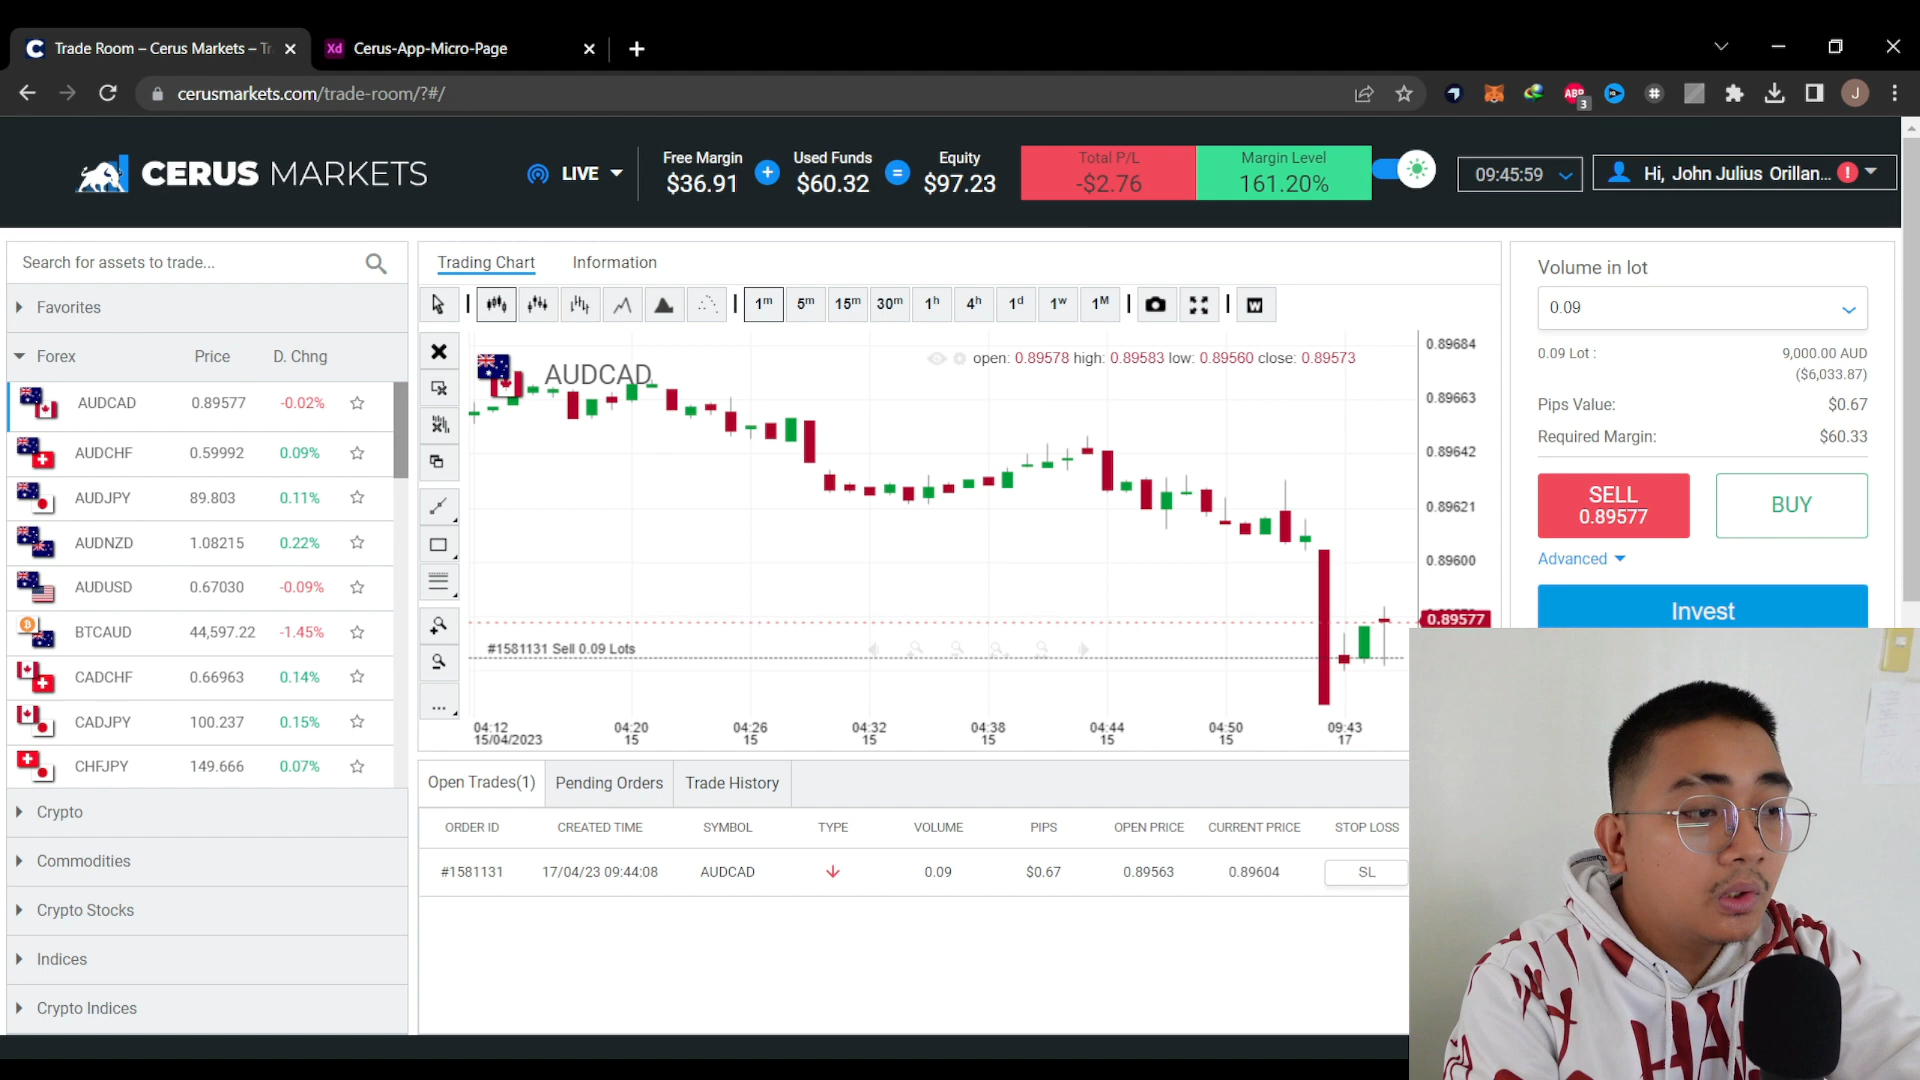 Trade Room – Cerus Markets – Tr
Xd Cerus-App-Micro-Page
cerusmarkets.com/trade-room/?#/
ABP 3
J
CERUS MARKETS
LIVE
Free Margin
$36.91
Used Funds
$60.32
Equity
$97.23
Total P/L
-$2.76
Margin Level
161.20%
09:45:59
Hi, John Julius Orillan...
Search for assets to trade...
Favorites
Forex Price D. Chng
AUDCAD 0.89577 -0.02%
AUDCHF 0.59992 0.09%
AUDJPY 89.803 0.11%
AUDNZD 1.08215 0.22%
AUDUSD 0.67030 -0.09%
BTCAUD 44,597.22 -1.45%
CADCHF 0.66963 0.14%
CADJPY 100.237 0.15%
CHFJPY 149.666 0.07%
Crypto
Commodities
Crypto Stocks
Indices
Crypto Indices
Trading Chart Information
1m 5m 15m 30m 1h 4h 1d 1w 1M W
AUDCAD
open: 0.89578 high: 0.89583 low: 0.89560 close: 0.89573
0.89684
0.89663
0.89642
0.89621
0.89600
0.89577
#1581131 Sell 0.09 Lots
04:12 04:20 04:26 04:32 04:38 04:44 04:50 09:43
15/04/2023 15 15 15 15 15 15 17
Open Trades(1) Pending Orders Trade History
ORDER ID CREATED TIME SYMBOL TYPE VOLUME PIPS OPEN PRICE CURRENT PRICE STOP LOSS
#1581131 17/04/23 09:44:08 AUDCAD 0.09 $0.67 0.89563 0.89604 SL
Volume in lot
0.09
0.09 Lot : 9,000.00 AUD
($6,033.87)
Pips Value: $0.67
Required Margin: $60.33
SELL
0.89577
BUY
Advanced
Invest